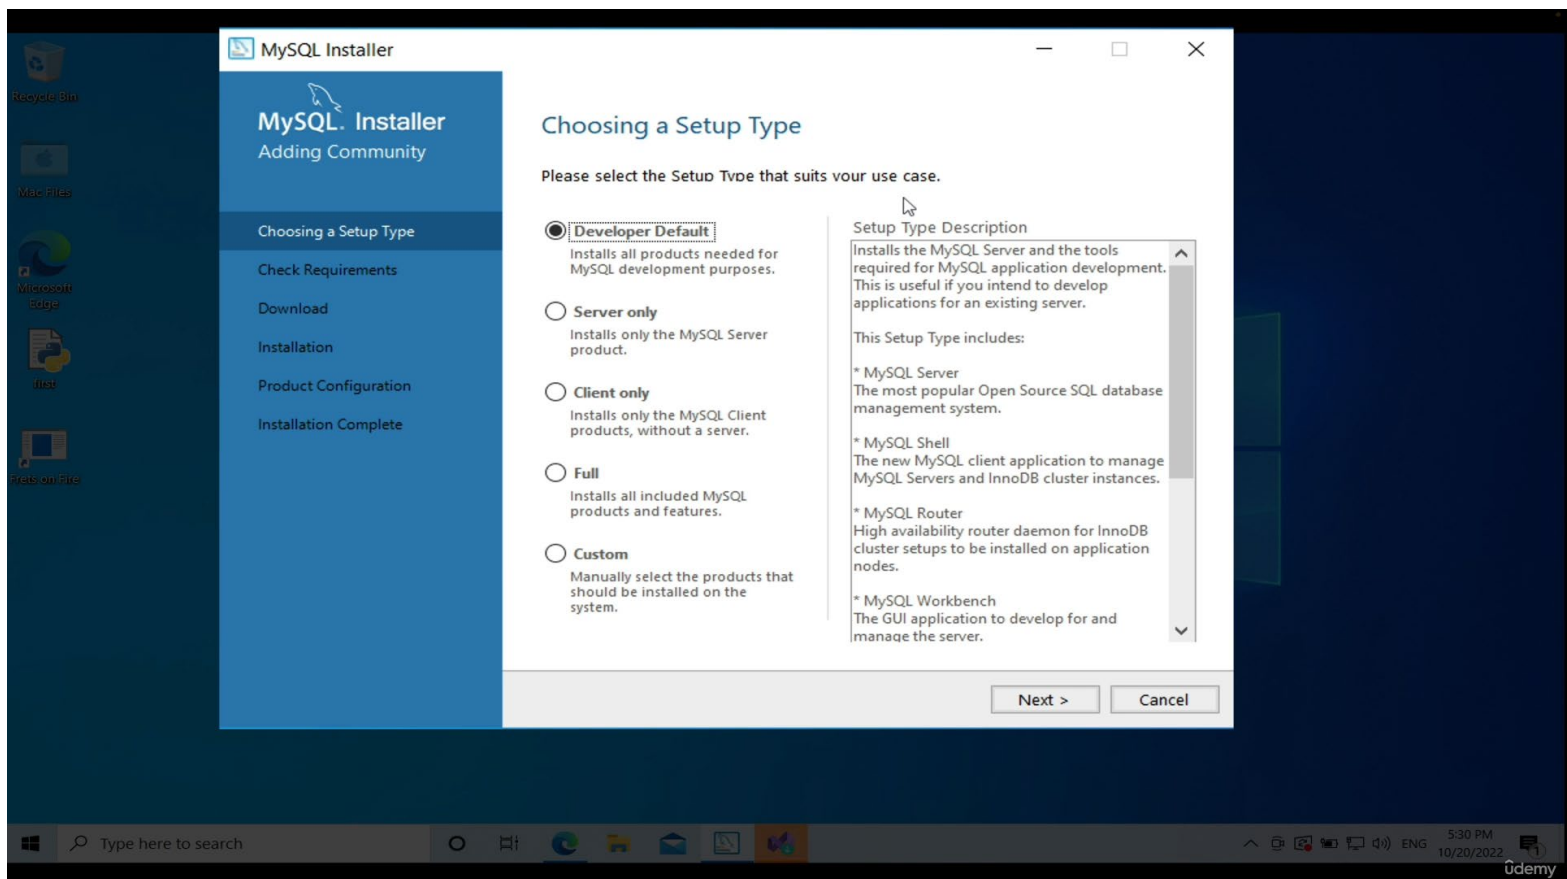 MySQL Installer
MySQL. Installer
Adding Community
Choosing a Setup Type
Check Requirements
Download
Installation
Product Configuration
Installation Complete
Choosing a Setup Type
Please select the Setup Type that suits your use case.
Developer Default
Installs all products needed for
MySQL development purposes.
Server only
Installs only the MySQL Server
product.
Client only
Installs only the MySQL Client
products, without a server.
Full
Installs all included MySQL
products and features.
Custom
Manually select the products that
should be installed on the
system.
Setup Type Description
Installs the MySQL Server and the tools
required for MySQL application development.
This is useful if you intend to develop
applications for an existing server.
This Setup Type includes:
* MySQL Server
The most popular Open Source SQL database
management system.
* MySQL Shell
The new MySQL client application to manage
MySQL Servers and InnoDB cluster instances.
* MySQL Router
High availability router daemon for InnoDB
cluster setups to be installed on application
nodes.
* MySQL Workbench
The GUI application to develop for and
manage the server.
Next >
Cancel
Recycle Bin
Mac Files
Microsoft
Edge
first
Frets on Fire
Type here to search
ENG
5:30 PM
10/20/2022
1
ûdemy